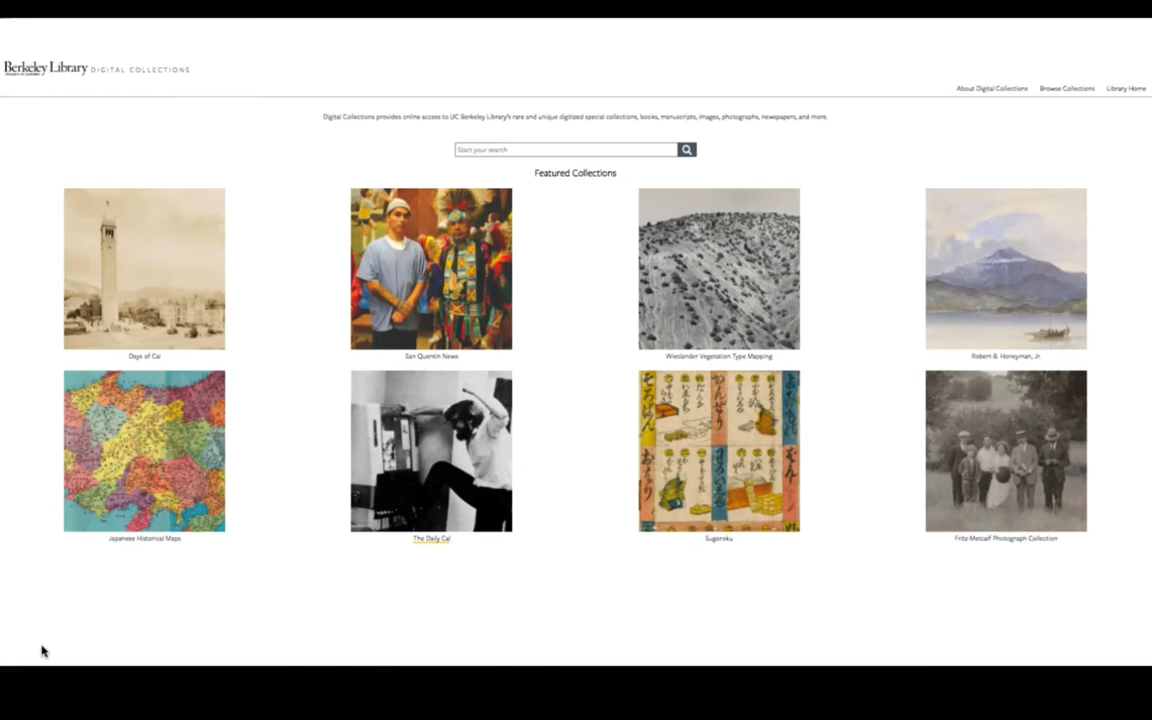 Berkeley Library DIGITAL COLLECTIONS
About Digital Collections Browse Collections Library Home
Digital Collections provides online access to UC Berkeley Library's rare and unique digitized special collections, books, manuscripts, images, photographs, newspapers, and more.
Start your search
Featured Collections
Days of Cal
San Quentin News
Wieslander Vegetation Type Mapping
Robert B. Honeyman, Jr.
Japanese Historical Maps
The Daily Cal
Sugoroku
Fritz-Metcalf Photograph Collection